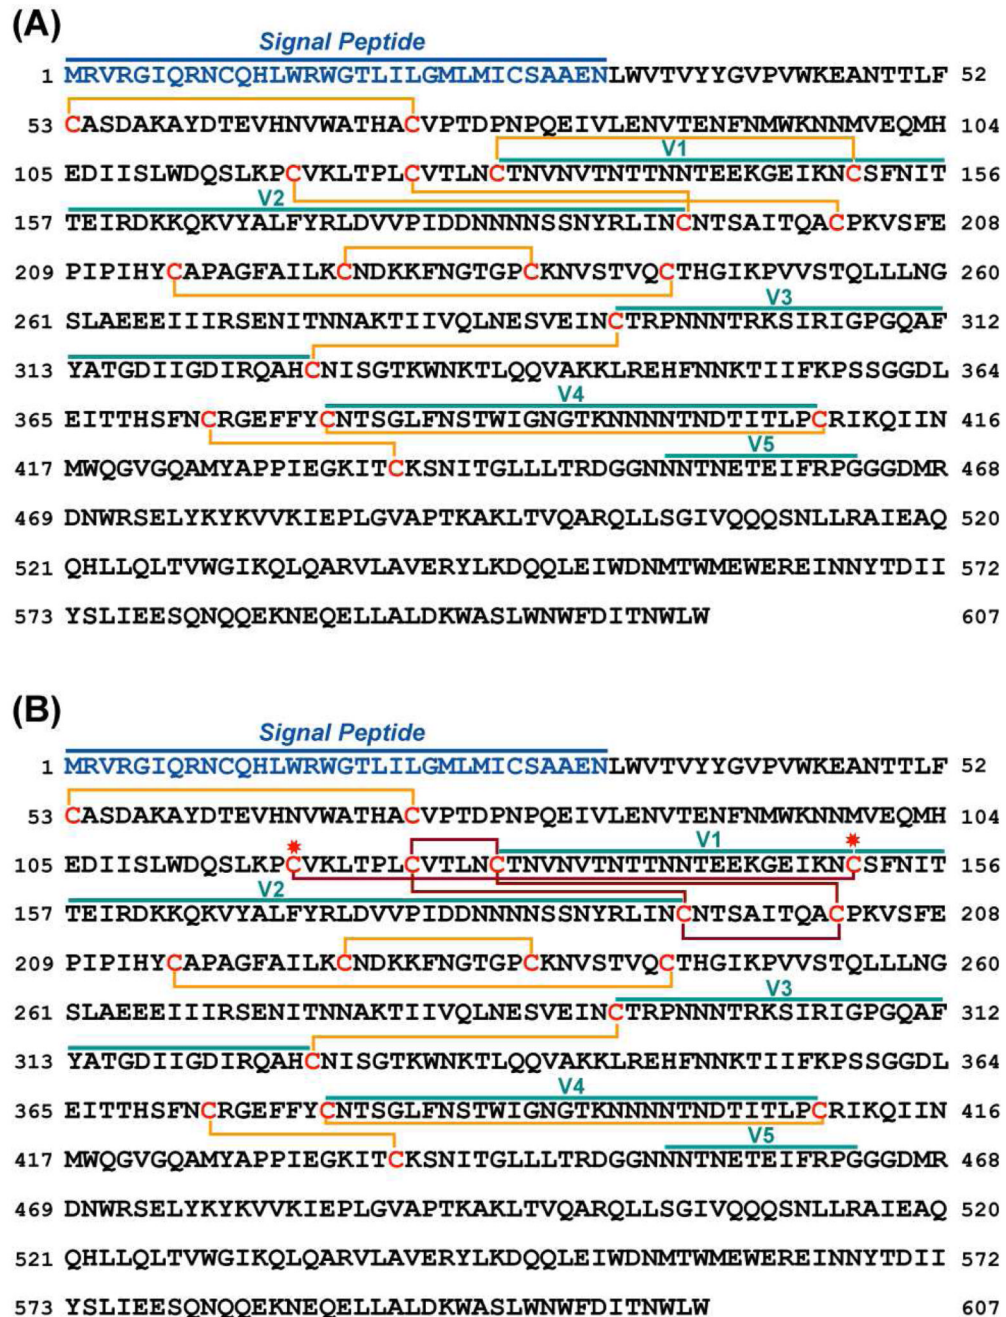 (A)
Signal Peptide
1 MRVRGIQRNCQHLWRWGTLILGMLMICSAAENLWVTVYYGVPVWKEANTTLF 52
53 CASDAKAYDTEVHNVWATHACVPTDPNPQEIVLENVTENFNMWKNNMVEQMH 104
V1
105 EDIISLWDQSLKPCVKLTPLCVTLNCTNVNVTNTTNNTEEKGEIKNCSFNIT 156
V2
157 TEIRDKKQKVYALFYRLDVVPIDDNNNNSSNYRLINCNTSAITQACPKVSFE 208
209 PIPIHYCAPAGFAILKCNDKKFNGTGPCKNVSTVQCTHGIKPVVSTQLLLNG 260
V3
261 SLAEEEIIIRSENITNNAKTIIVQLNESVEINCTRPNNNTRKSIRIGPGQAF 312
313 YATGDIIGDIRQAHCNISGTKWNKTLQQVAKKLREHFNNKTIIFKPSSGGDL 364
V4
365 EITTHSFNCRGEFFYCNTSGLFNSTWIGNGTKNNNNTNDTITLPCRIKQIIN 416
V5
417 MWQGVGQAMYAPPIEGKITCKSNITGLLLTRDGGNNNTNETEIFRPGGGDMR 468
469 DNWRSELYKYKVVKIEPLGVAPTKAKLTVQARQLLSGIVQQQSNLLRAIEAQ 520
521 QHLLQLTVWGIKQLQARVLAVERYLKDQQLEIWDNMTWMEWEREINNYTDII 572
573 YSLIEESQNQQEKNEQELLALDKWASLWNWFDITNWLW 607
(B)
Signal Peptide
1 MRVRGIQRNCQHLWRWGTLILGMLMICSAAENLWVTVYYGVPVWKEANTTLF 52
53 CASDAKAYDTEVHNVWATHACVPTDPNPQEIVLENVTENFNMWKNNMVEQMH 104
V1
105 EDIISLWDQSLKPCVKLTPLCVTLNCTNVNVTNTTNNTEEKGEIKNCSFNIT 156
V2
157 TEIRDKKQKVYALFYRLDVVPIDDNNNNSSNYRLINCNTSAITQACPKVSFE 208
209 PIPIHYCAPAGFAILKCNDKKFNGTGPCKNVSTVQCTHGIKPVVSTQLLLNG 260
V3
261 SLAEEEIIIRSENITNNAKTIIVQLNESVEINCTRPNNNTRKSIRIGPGQAF 312
313 YATGDIIGDIRQAHCNISGTKWNKTLQQVAKKLREHFNNKTIIFKPSSGGDL 364
V4
365 EITTHSFNCRGEFFYCNTSGLFNSTWIGNGTKNNNNTNDTITLPCRIKQIIN 416
V5
417 MWQGVGQAMYAPPIEGKITCKSNITGLLLTRDGGNNNTNETEIFRPGGGDMR 468
469 DNWRSELYKYKVVKIEPLGVAPTKAKLTVQARQLLSGIVQQQSNLLRAIEAQ 520
521 QHLLQLTVWGIKQLQARVLAVERYLKDQQLEIWDNMTWMEWEREINNYTDII 572
573 YSLIEESQNQQEKNEQELLALDKWASLWNWFDITNWLW 607